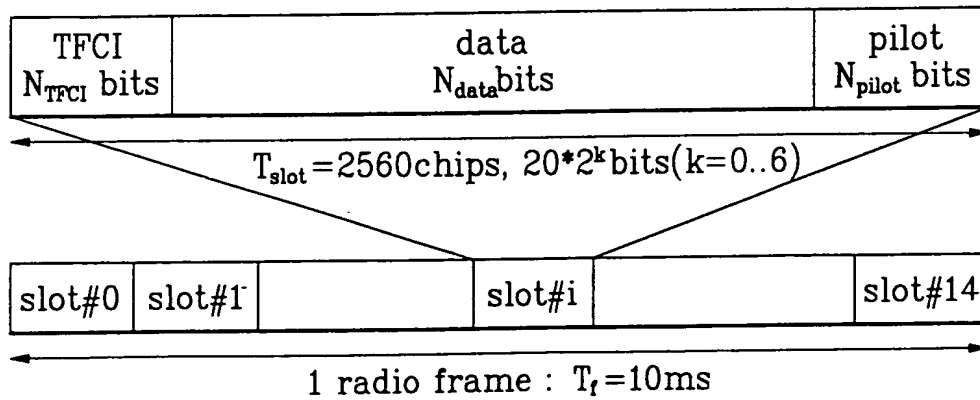 TFCI
N_TFCI bits
data
N_data bits
pilot
N_pilot bits
T_slot=2560chips, 20*2^k bits(k=0..6)
slot#0
slot#1
slot#i
slot#14
1 radio frame : T_f=10ms